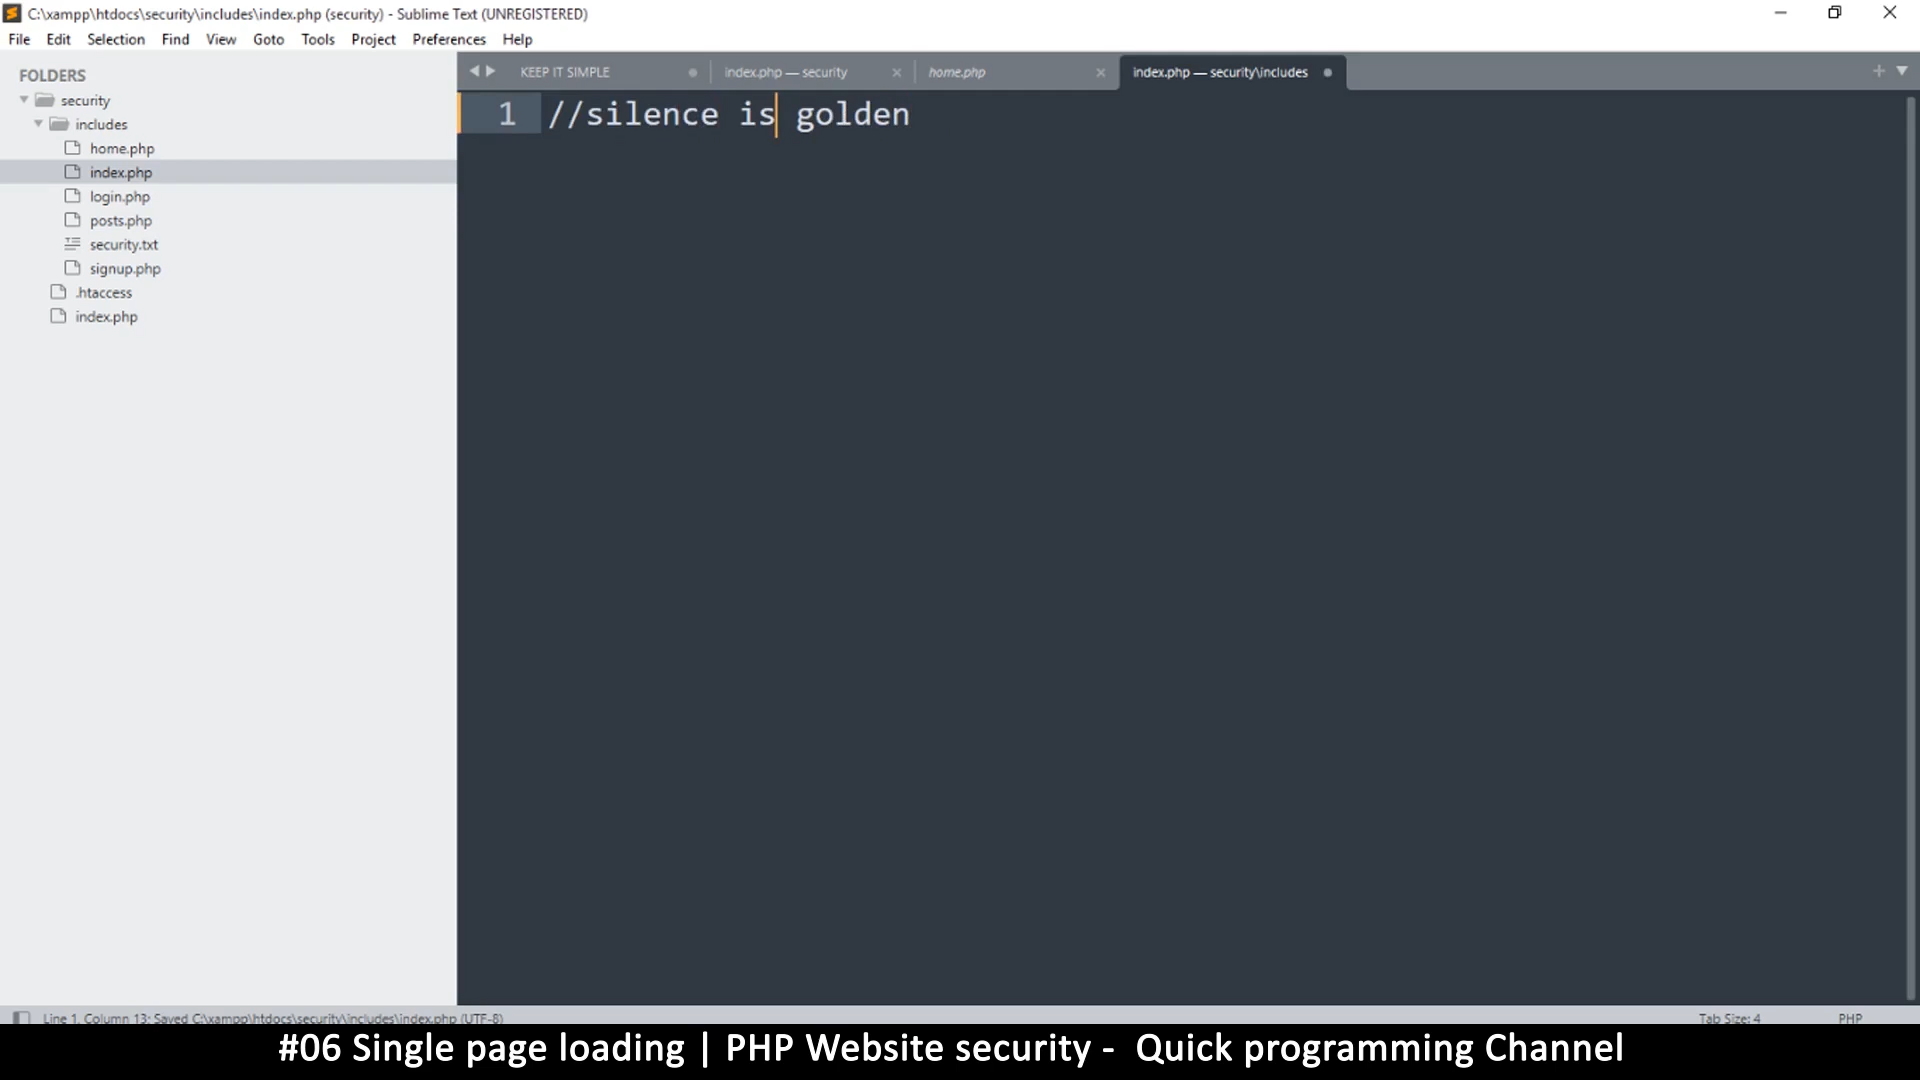 C:\xampp\htdocs\security\includes\index.php (security) - Sublime Text (UNREGISTERED)
File Edit Selection Find View Goto Tools Project Preferences Help
FOLDERS
security
includes
home.php
index.php
login.php
posts.php
security.txt
signup.php
.htaccess
index.php
KEEP IT SIMPLE
index.php — security
home.php
index.php — security\includes
1 //silence is golden
Line 1, Column 13; Saved C:\xampp\htdocs\security\includes\index.php (UTF-8)
Tab Size: 4 PHP
#06 Single page loading | PHP Website security - Quick programming Channel